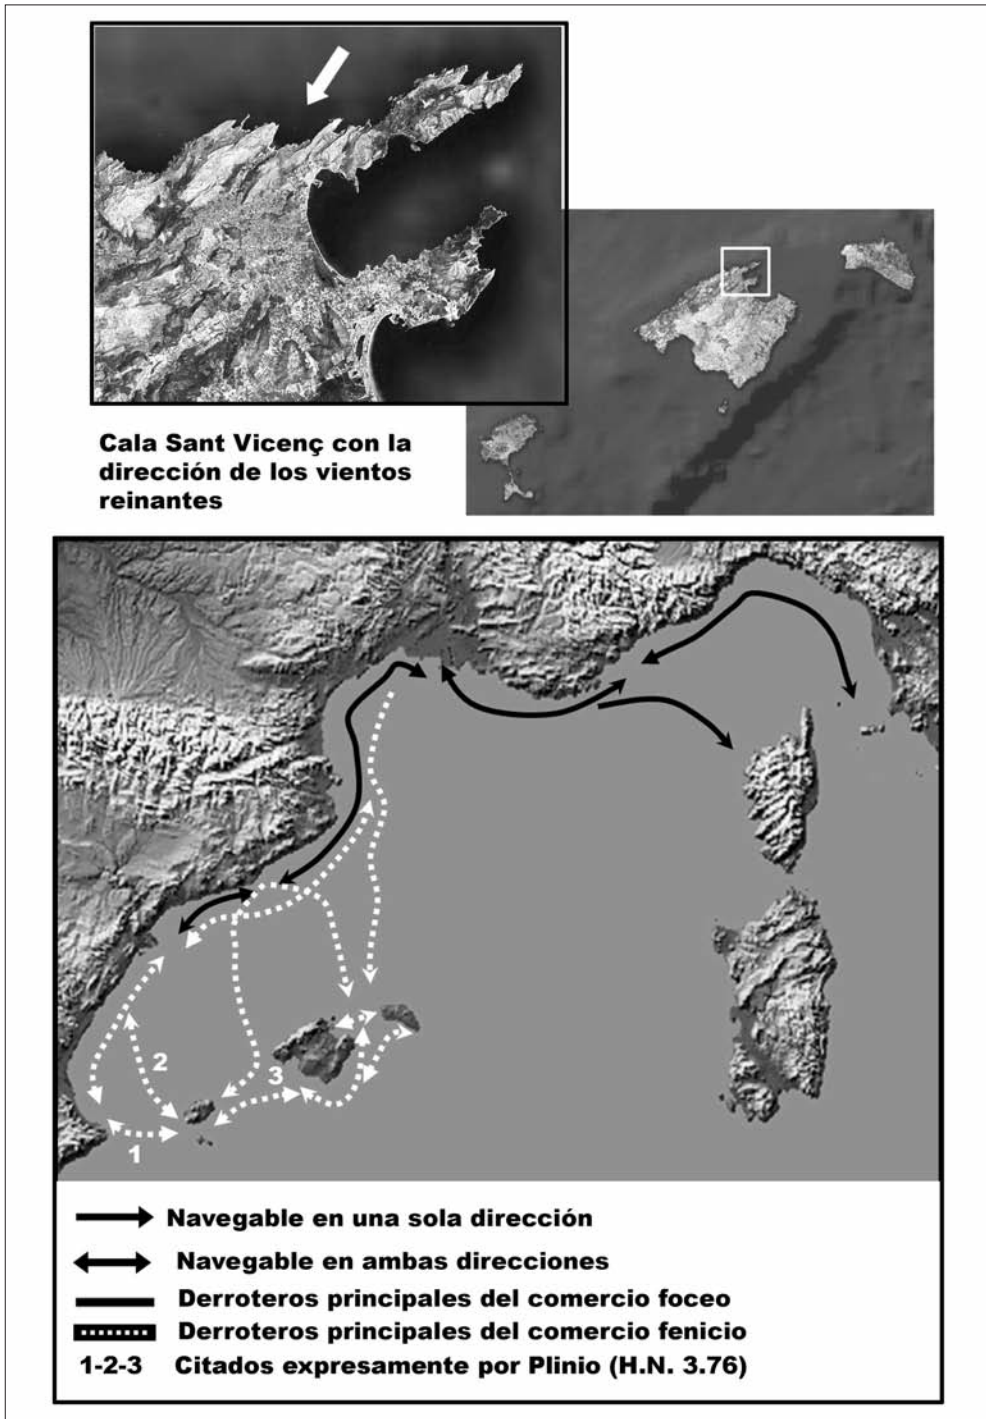 Cala Sant Vicenç con la
dirección de los vientos
reinantes
2
3
1
Navegable en una sola dirección
Navegable en ambas direcciones
Derroteros principales del comercio foceo
Derroteros principales del comercio fenicio
1-2-3 Citados expresamente por Plinio (H.N. 3.76)